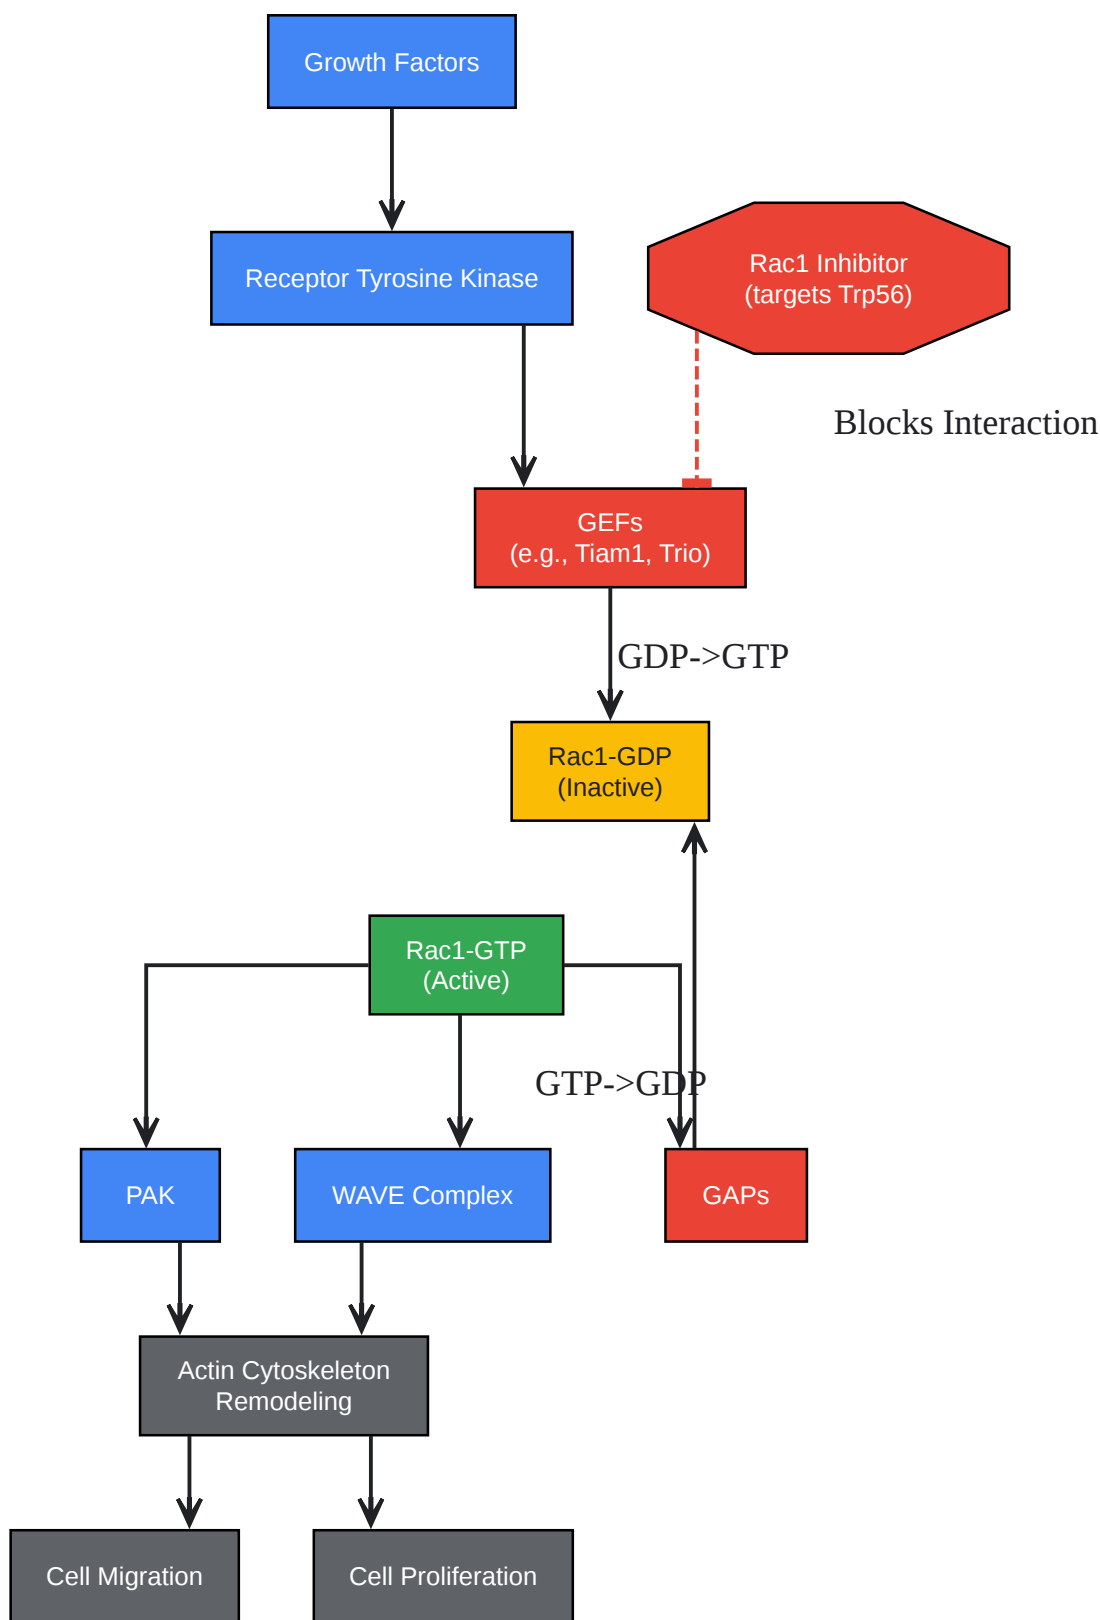 Growth Factors
Receptor Tyrosine Kinase
Rac1 Inhibitor
(targets Trp56)
Blocks Interaction
GEFs
(e.g., Tiam1, Trio)
GDP->GTP
Rac1-GDP
(Inactive)
Rac1-GTP
(Active)
GTP->GDP
PAK
WAVE Complex
GAPs
Actin Cytoskeleton
Remodeling
Cell Migration
Cell Proliferation